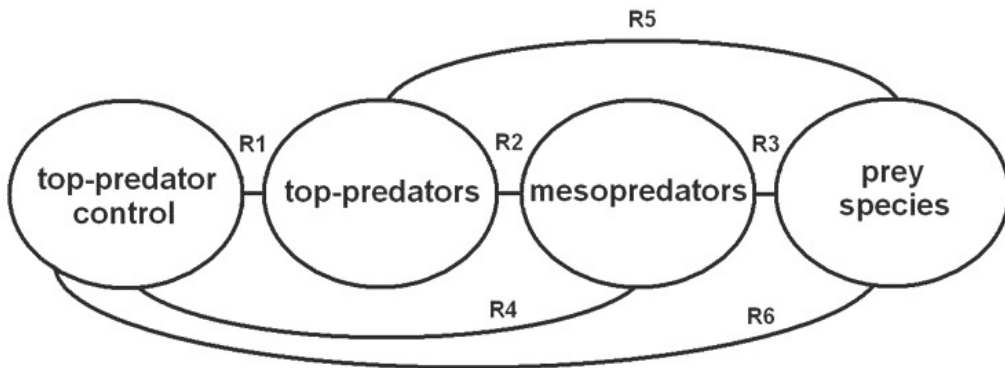 R5
R1
R2
R3
top-predator
control
top-predators
mesopredators
prey
species
R4
R6